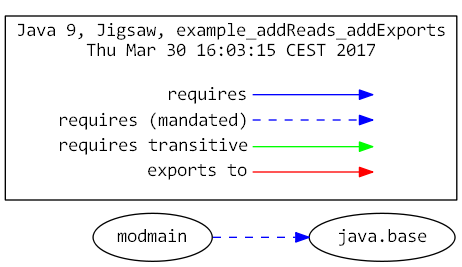 Java 9, Jigsaw, example_addReads_addExports
Thu Mar 30 16:03:15 CEST 2017
requires
requires (mandated)
requires transitive
exports to
modmain
java.base